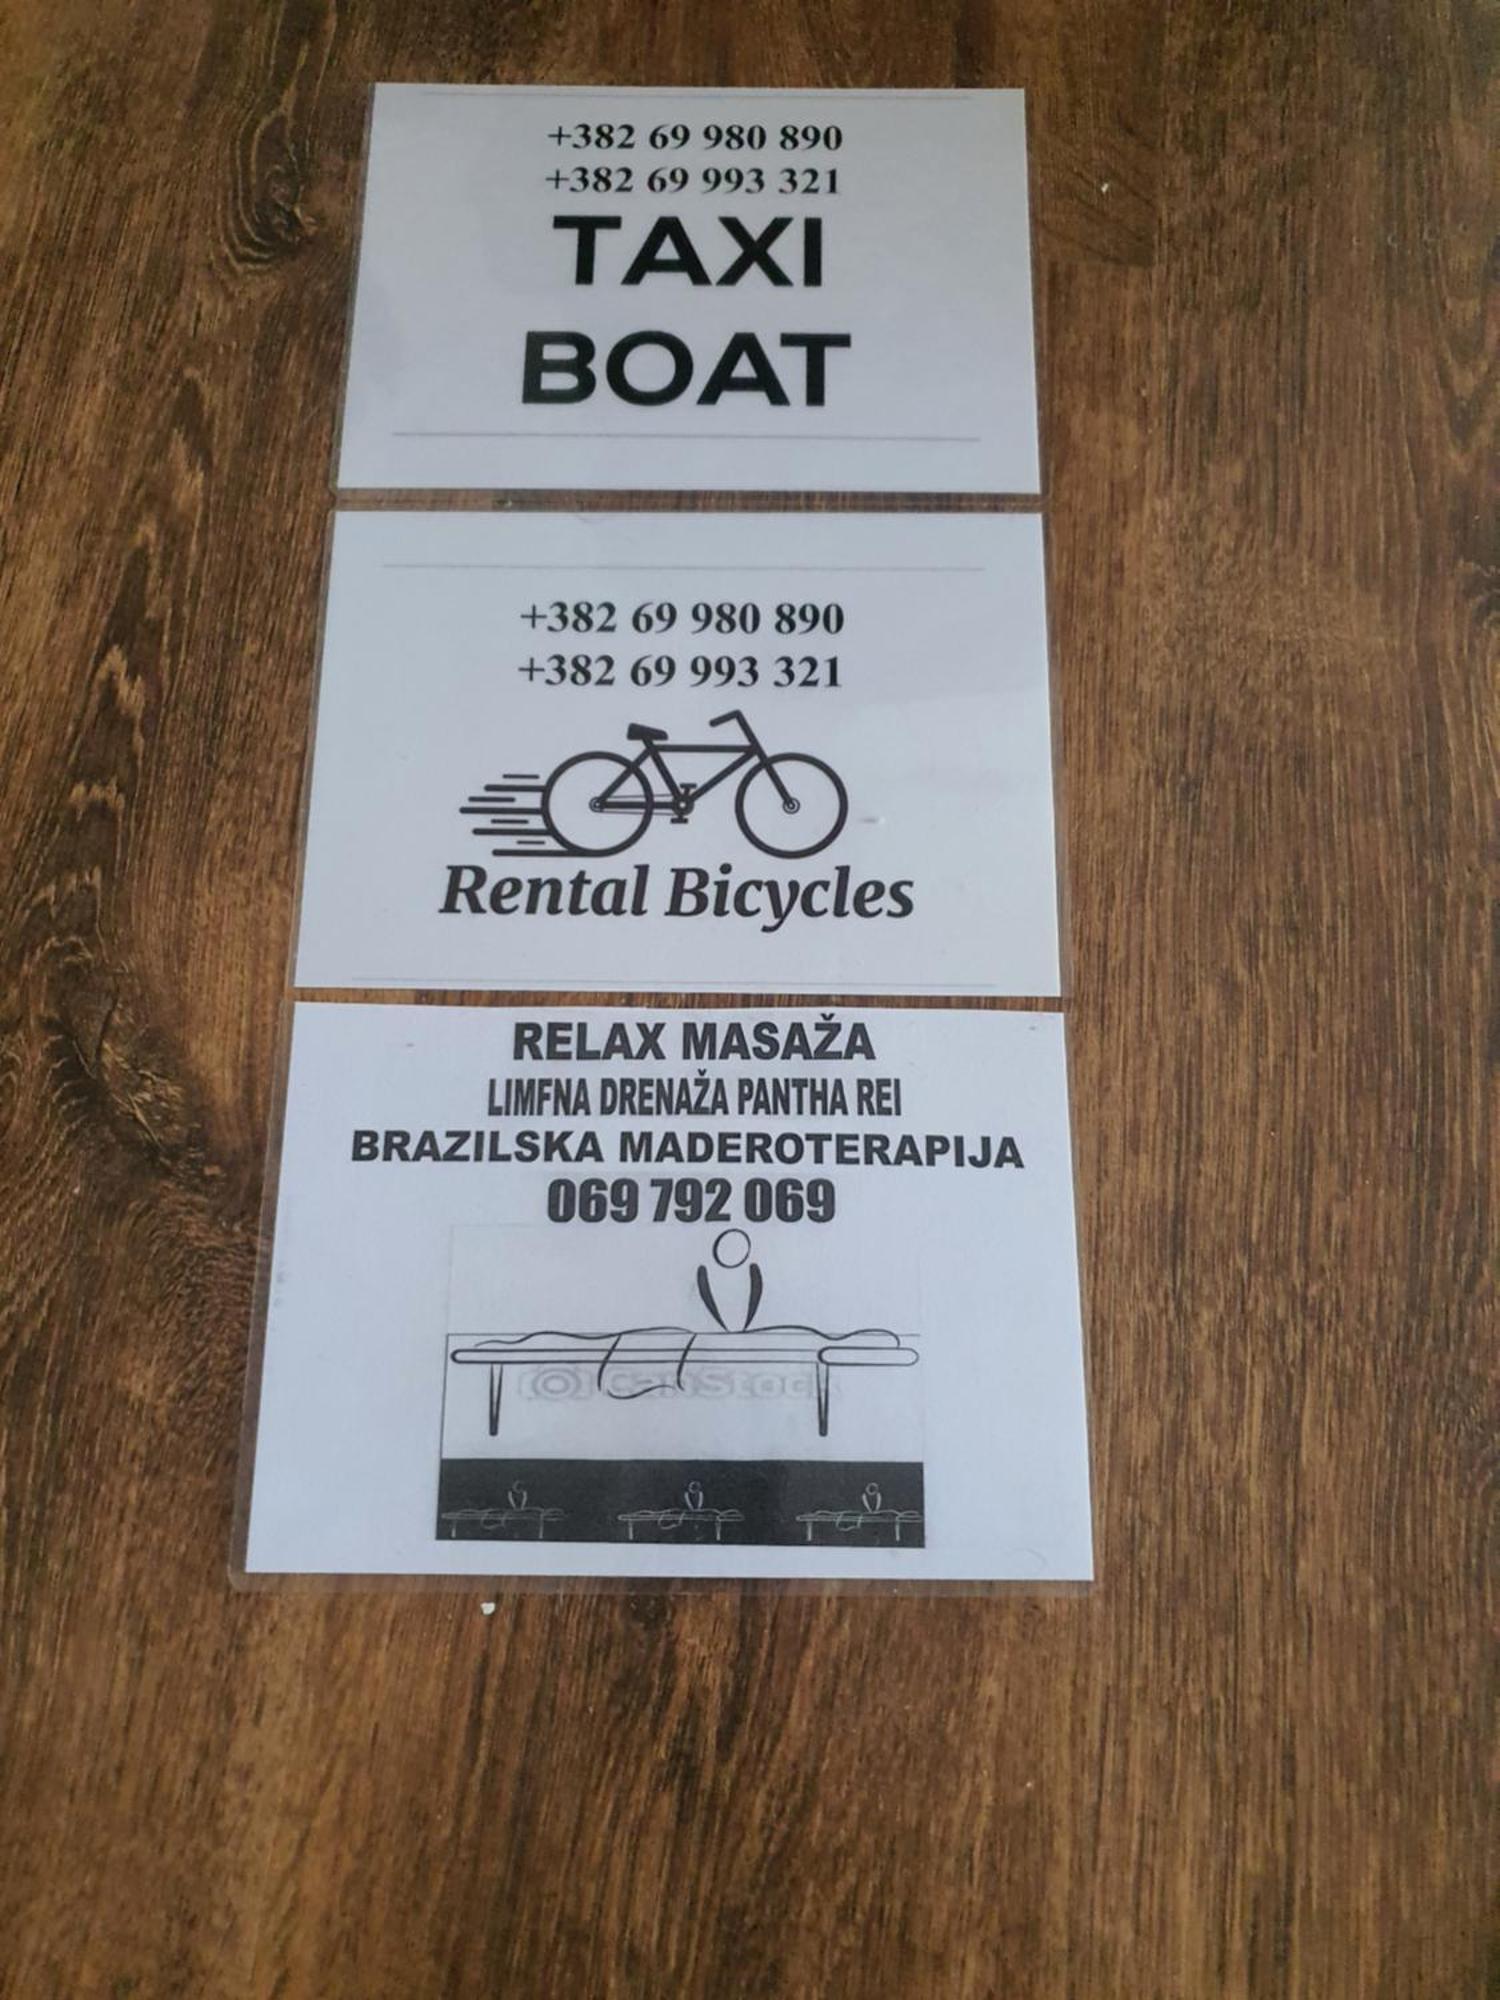 +382 69 980 890
+382 69 993 321
TAXI
BOAT
+382 69 980 890
+382 69 993 321
Rental Bicycles
RELAX MASAŽA
LIMFNA DRENAŽA PANTHA REI
BRAZILSKA MADEROTERAPIJA
069 792 069
CanStock